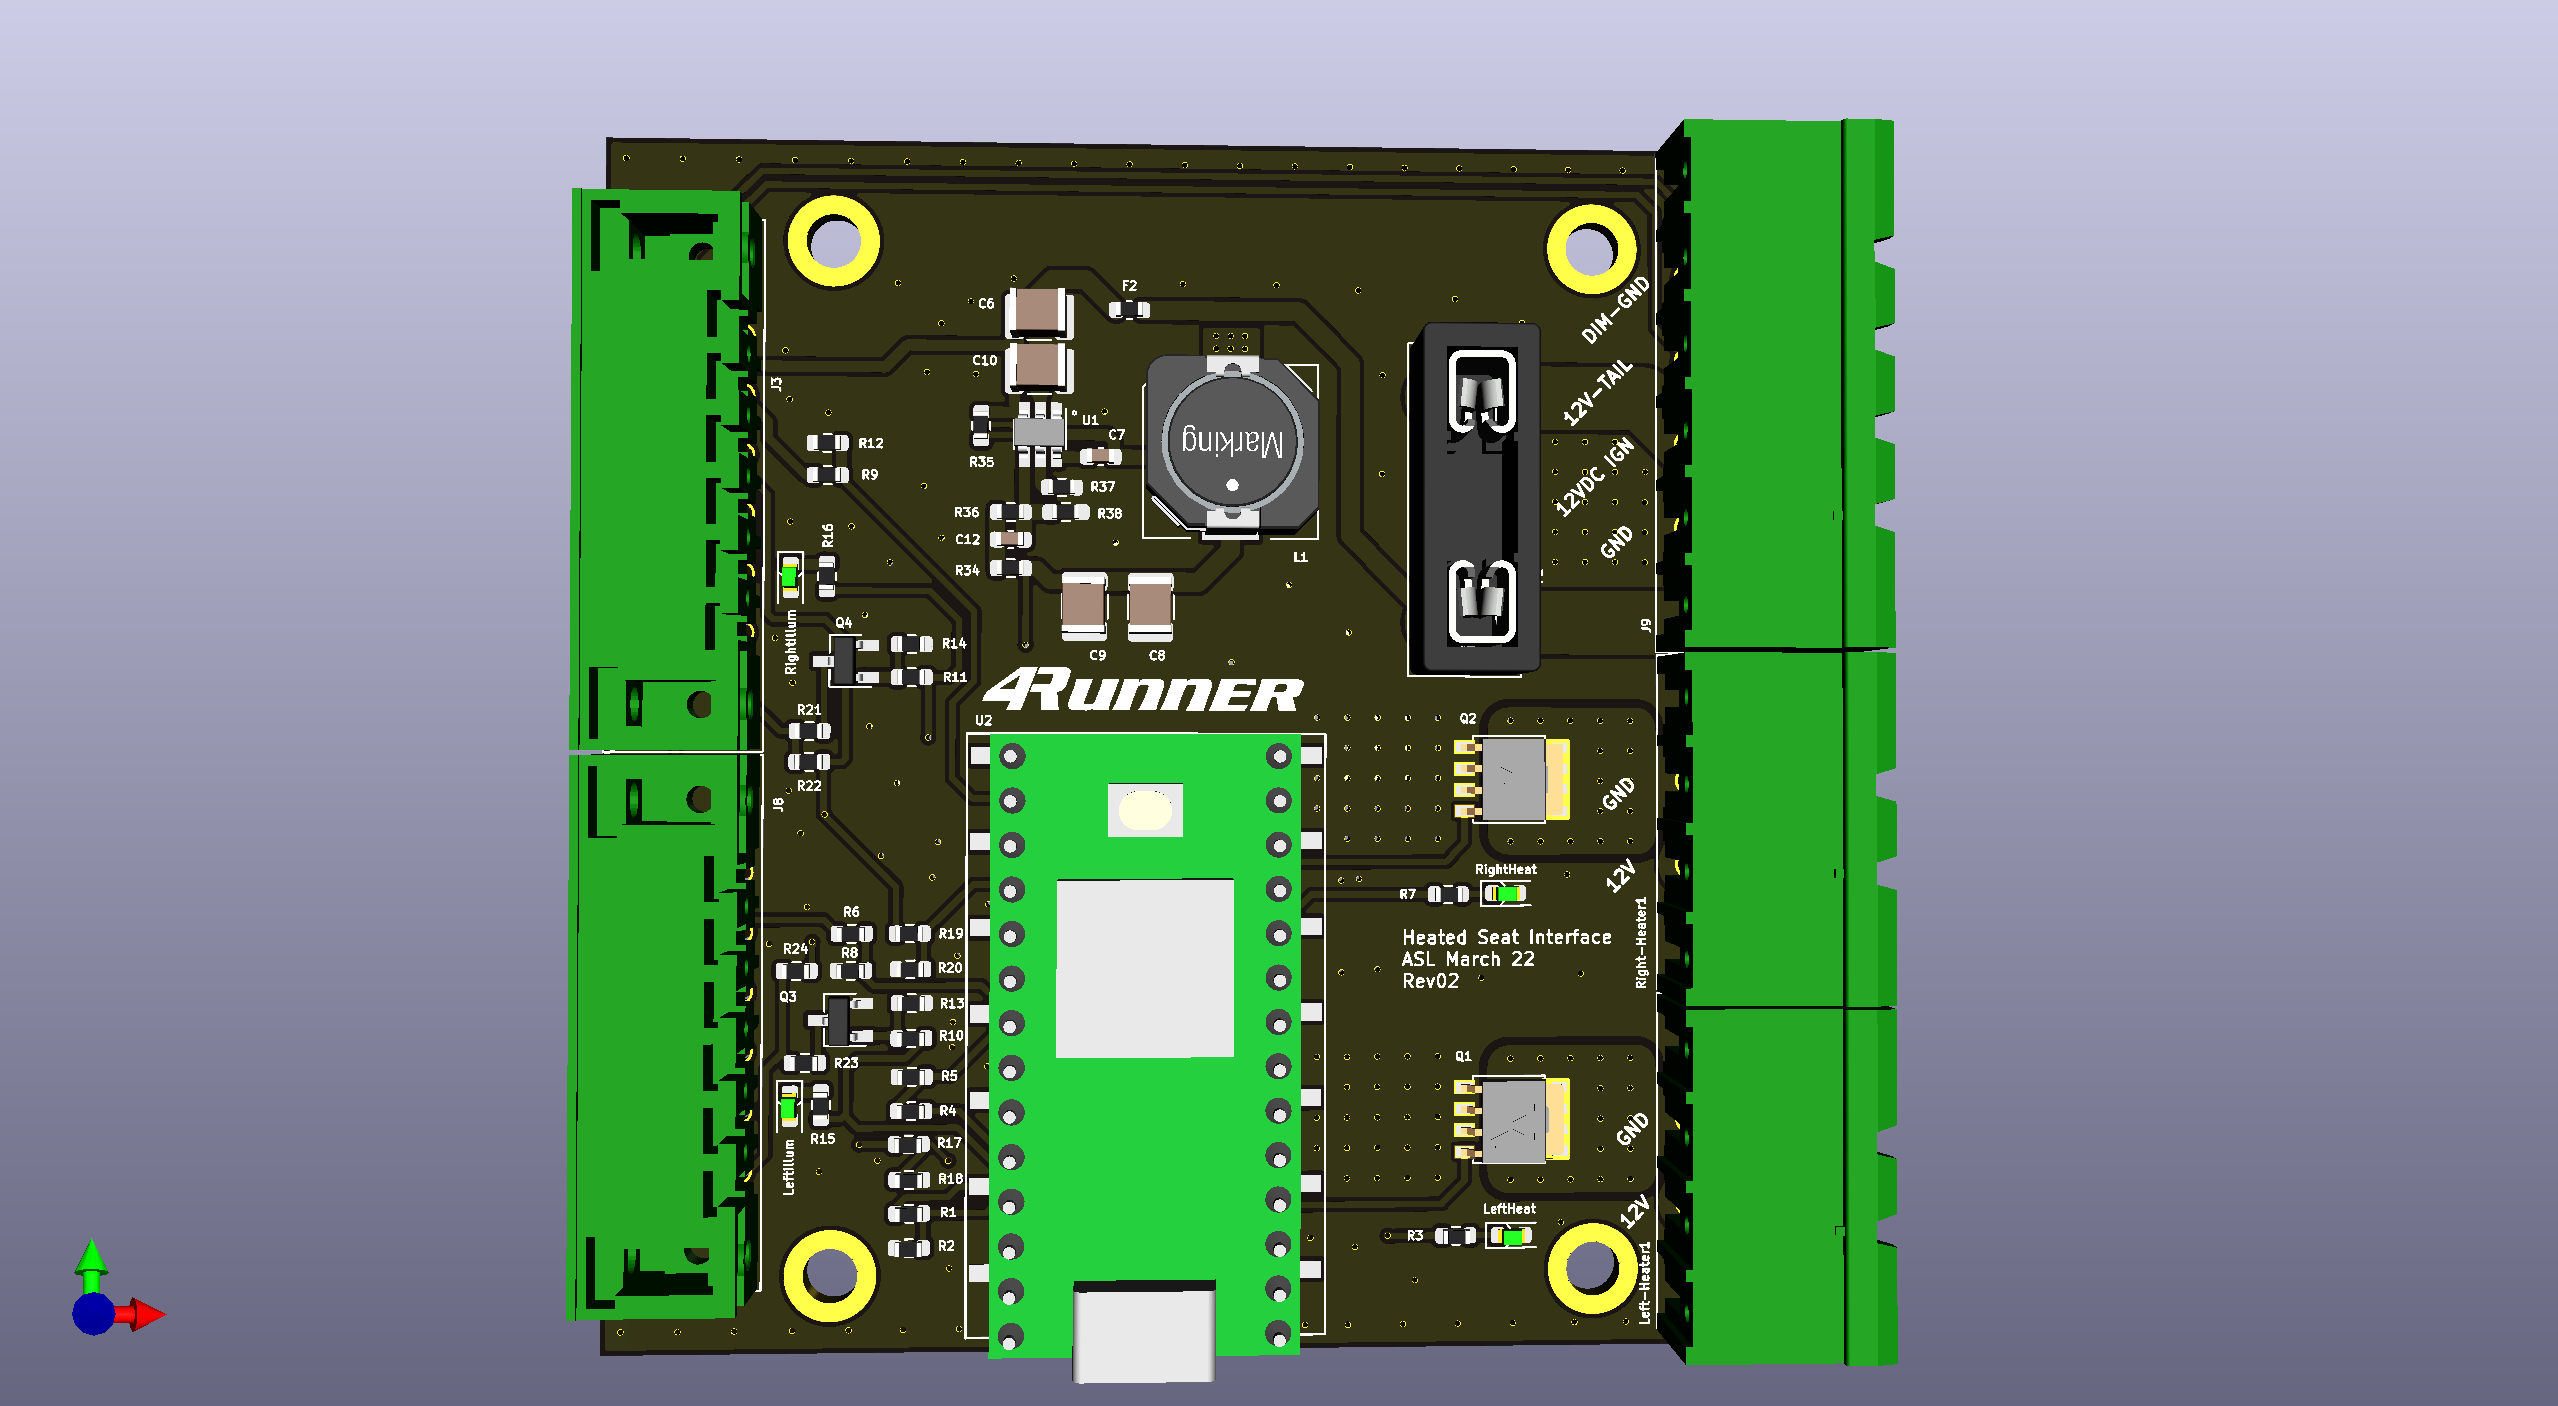 DIM-GND
F2
C6
C10
12V-TAIL
J3
U1
C7
R12
R9
R35
Marking
12VDC IGN
R37
R36
R38
R16
C12
GND
L1
R34
RightIllum
Q4
J9
R14
C9
C8
R11
4Runner
R21
U2
Q2
R22
GND
J8
RightHeat
12V
R7
R6
R19
Heated Seat Interface
ASL March 22
Rev02
Right-Heater1
R24
R8
R20
Q3
R13
R10
Q1
R23
R5
R4
GND
R15
R17
LeftIllum
R18
R1
LeftHeat
12V
R2
R3
Left-Heater1